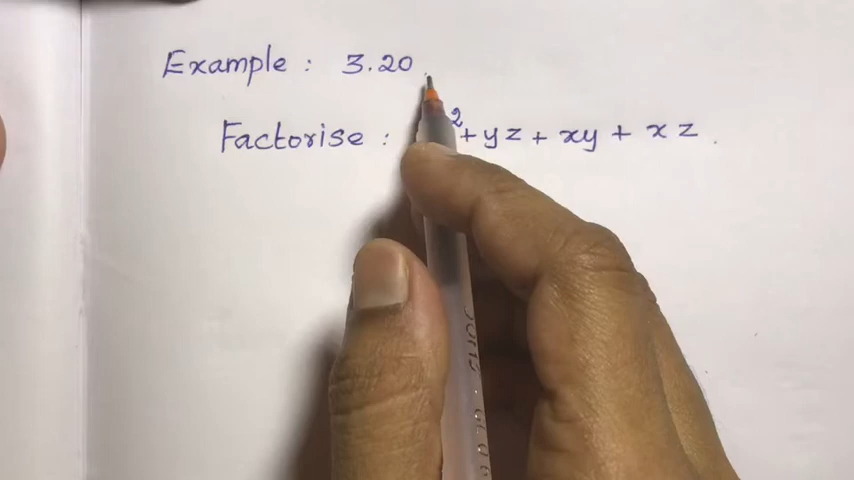 Example : 3.20
Factorise : ² + yz + xy + xz .